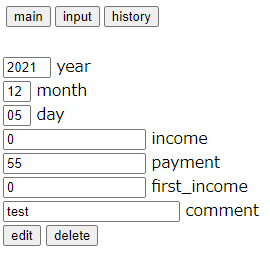 main input history
2021 year
12 month
05 day
0 income
55 payment
0 first_income
test comment
edit delete